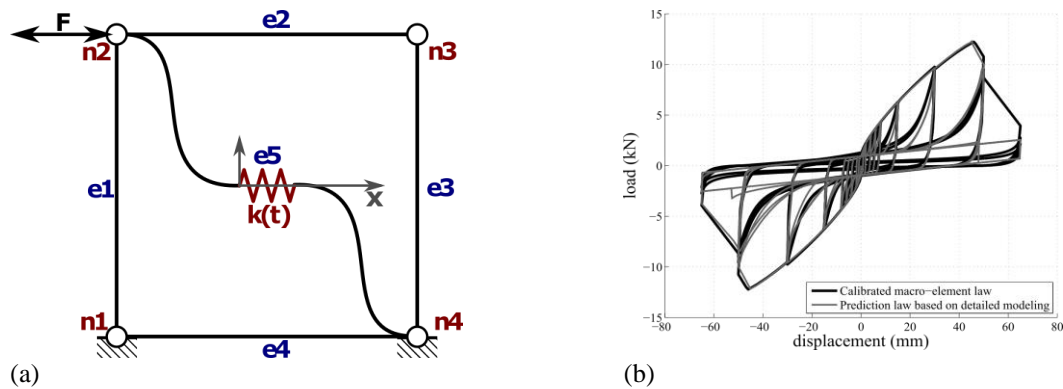 F
e2
n2
n3
e1
e5
e3
k(t)
x
n1
n4
e4
(a)
15
10
5
0
−5
−10
−15
load (kN)
−80 −60 −40 −20 0 20 40 60 80
displacement (mm)
Calibrated macro−element law
Prediction law based on detailed modeling
(b)